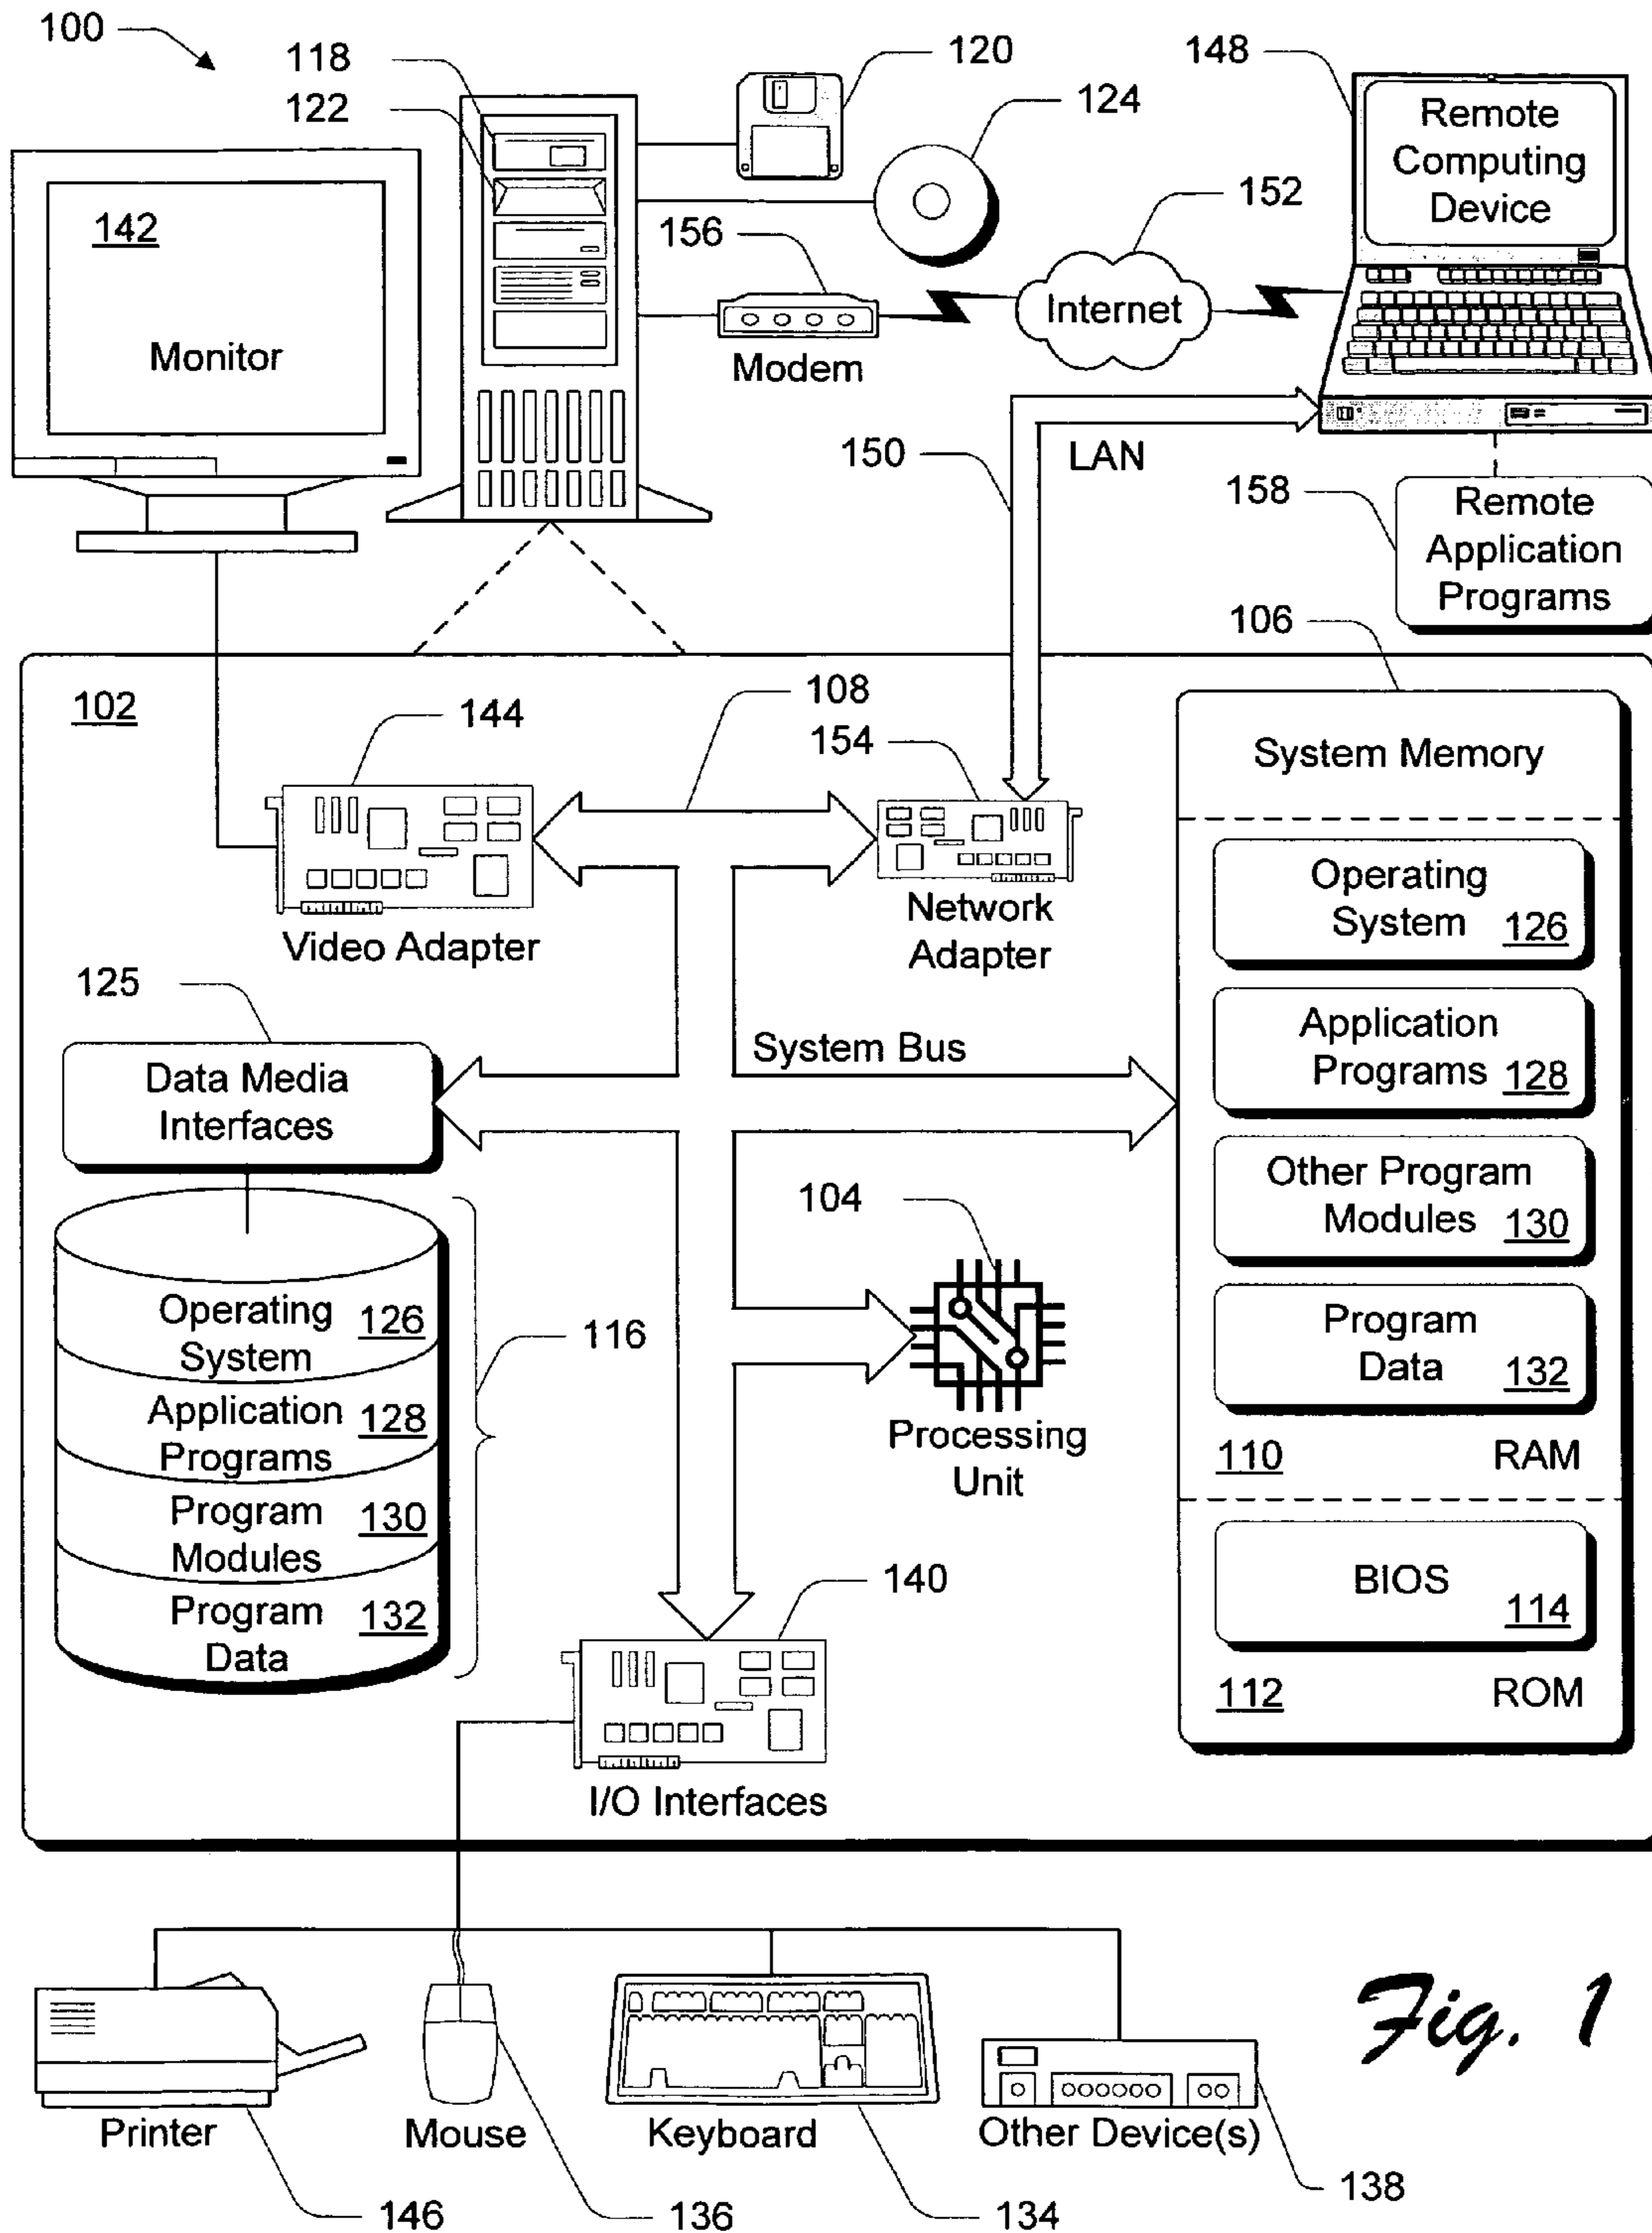 100
118
122
120
124
148
Remote
Computing
Device
142
Monitor
156
Modem
152
Internet
150
LAN
158
Remote
Application
Programs
106
102
144
108
154
Video Adapter
Network
Adapter
System Memory
Operating
System 126
Application
Programs 128
Other Program
Modules 130
Program
Data 132
110 RAM
BIOS
114
112 ROM
125
Data Media
Interfaces
System Bus
104
Processing
Unit
116
Operating
System 126
Application
Programs 128
Program
Modules 130
Program
Data 132
140
I/O Interfaces
Printer
Mouse
Keyboard
Other Device(s)
146
136
134
138
Fig. 1